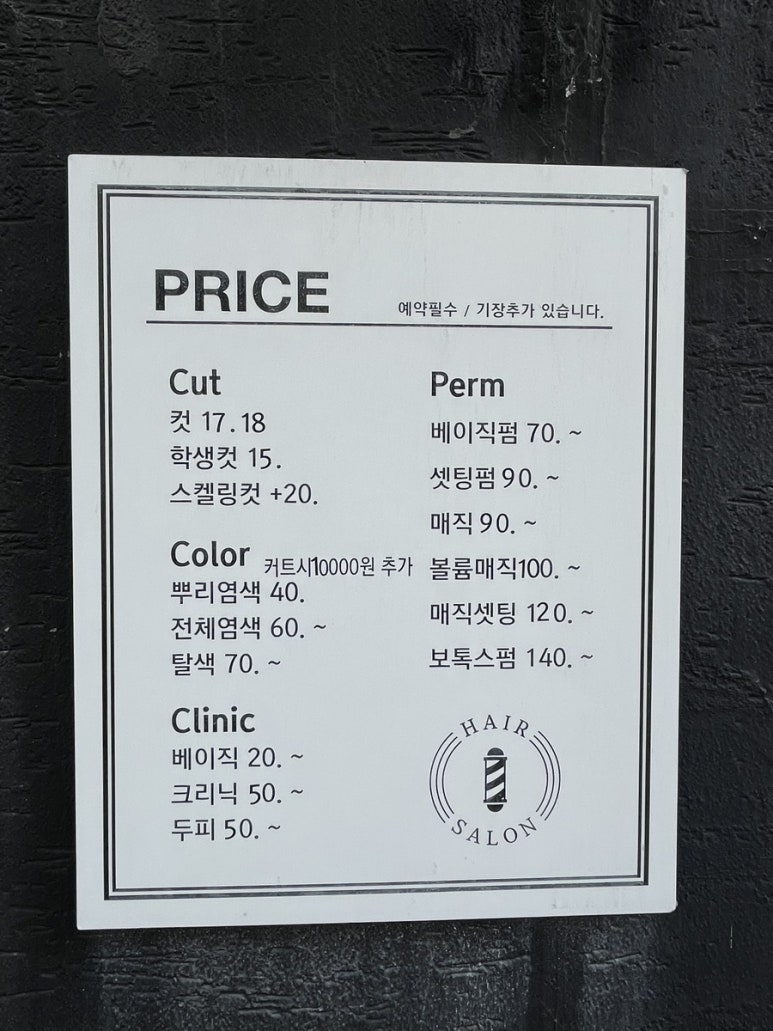 PRICE
예약필수 / 기장추가 있습니다.
Cut
컷 17.18
학생컷 15.
스켈링컷 +20.
Color 커트시10000원 추가
뿌리염색 40.
전체염색 60. ~
탈색 70. ~
Clinic
베이직 20. ~
크리닉 50. ~
두피 50. ~
Perm
베이직펌 70. ~
셋팅펌 90. ~
매직 90. ~
볼륨매직100. ~
매직셋팅 120. ~
보톡스펌 140. ~
HAIR
SALON